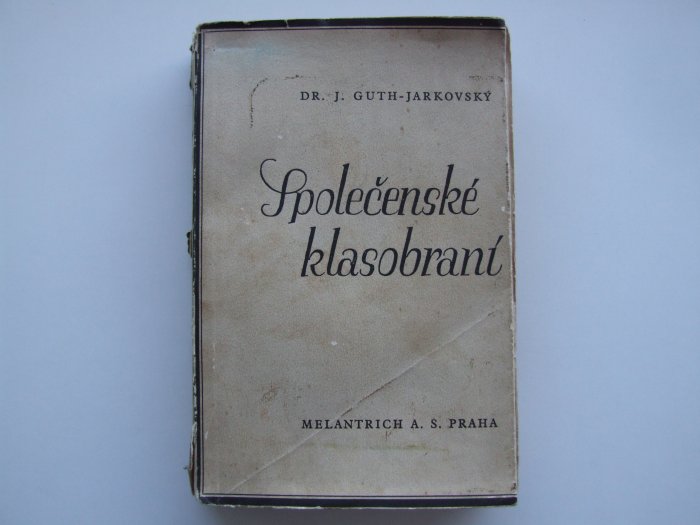 DR. J. GUTH-JARKOVSKÝ
Společenské
klasobraní
MELANTRICH A. S. PRAHA